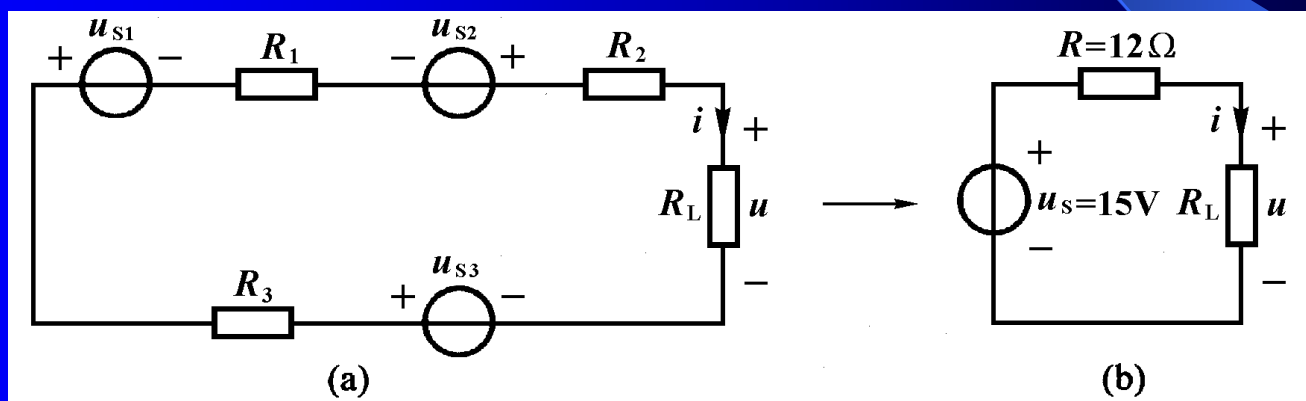 u_S1 R_1 u_S2 R_2
+ − − +
i +
R_L u
−
u_S3
R_3 + −
(a)
R=12Ω
i +
+
u_S=15V R_L u
−
−
(b)